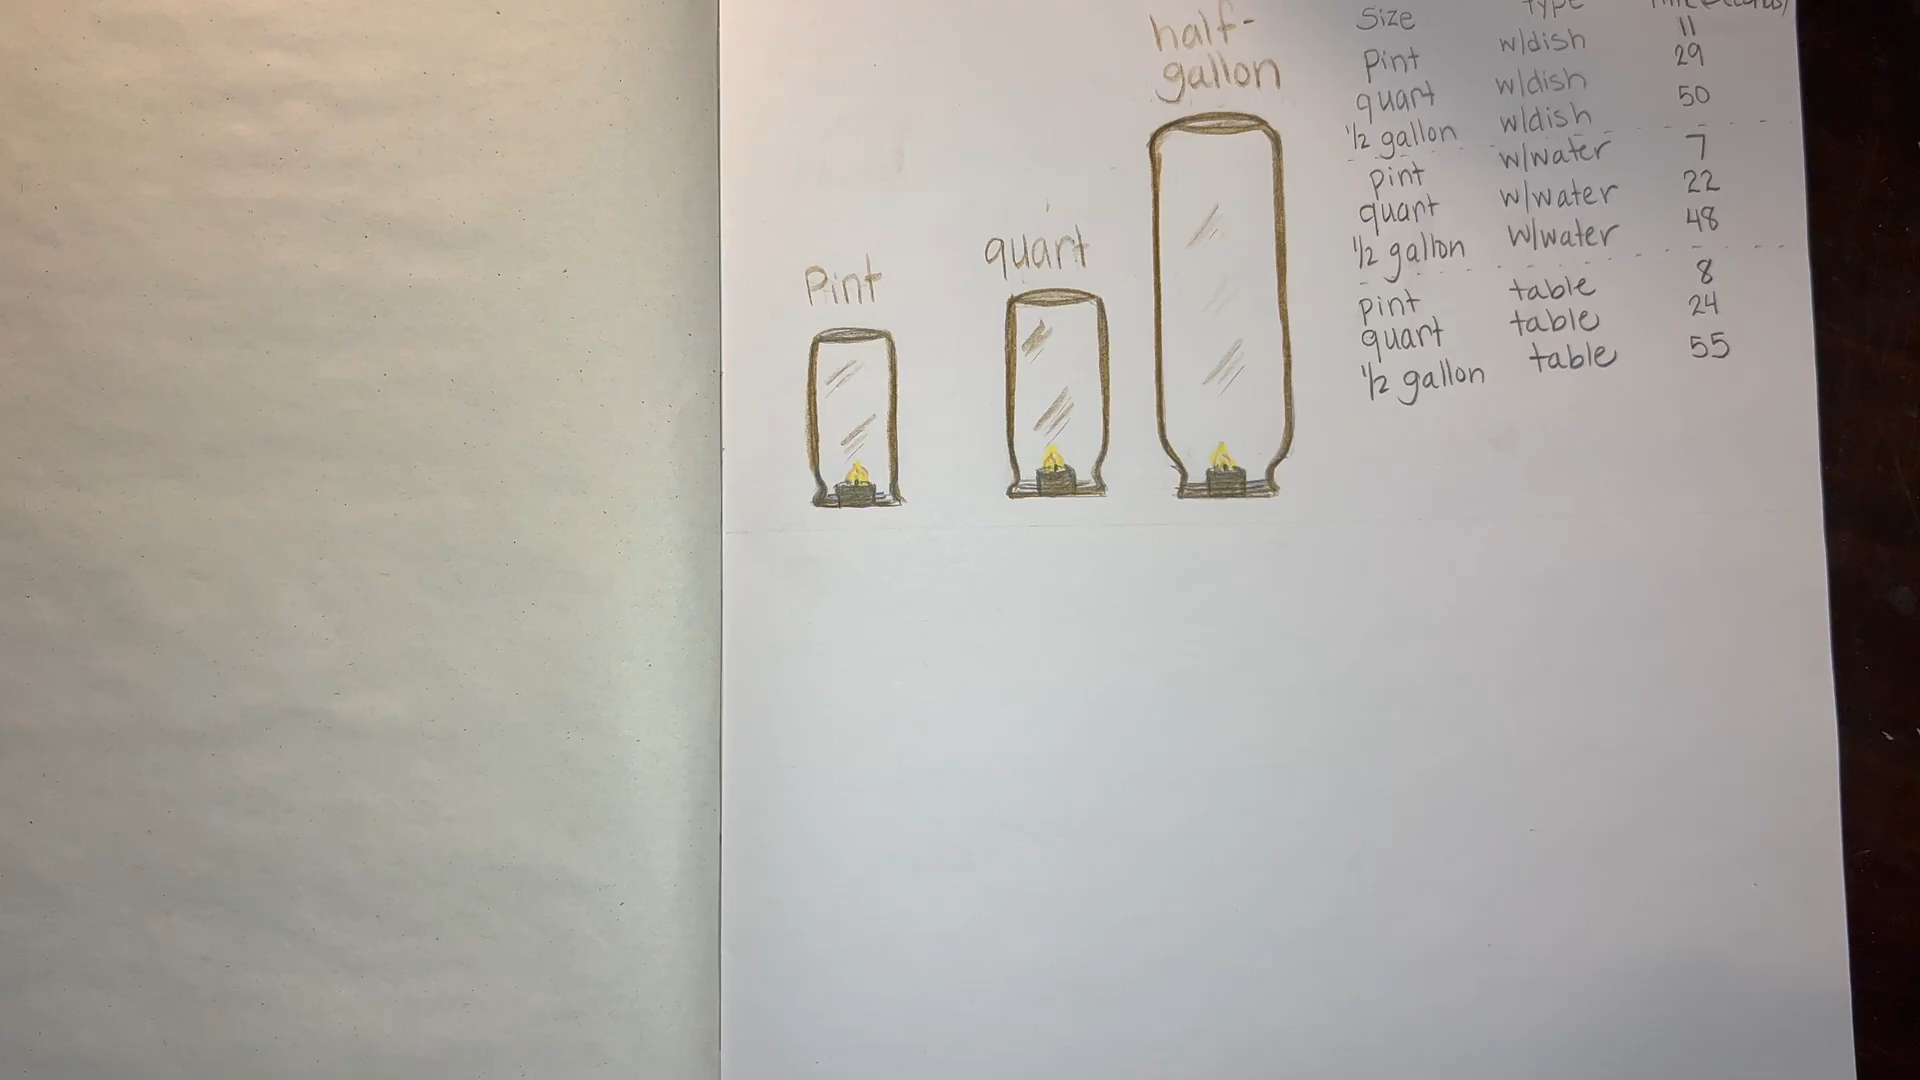 half-
gallon
quart
Pint
Size Type
Pint w/dish 11
quart w/dish 29
1/2 gallon w/dish 50
pint w/water 7
quart w/water 22
1/2 gallon w/water 48
pint table 8
quart table 24
1/2 gallon table 55